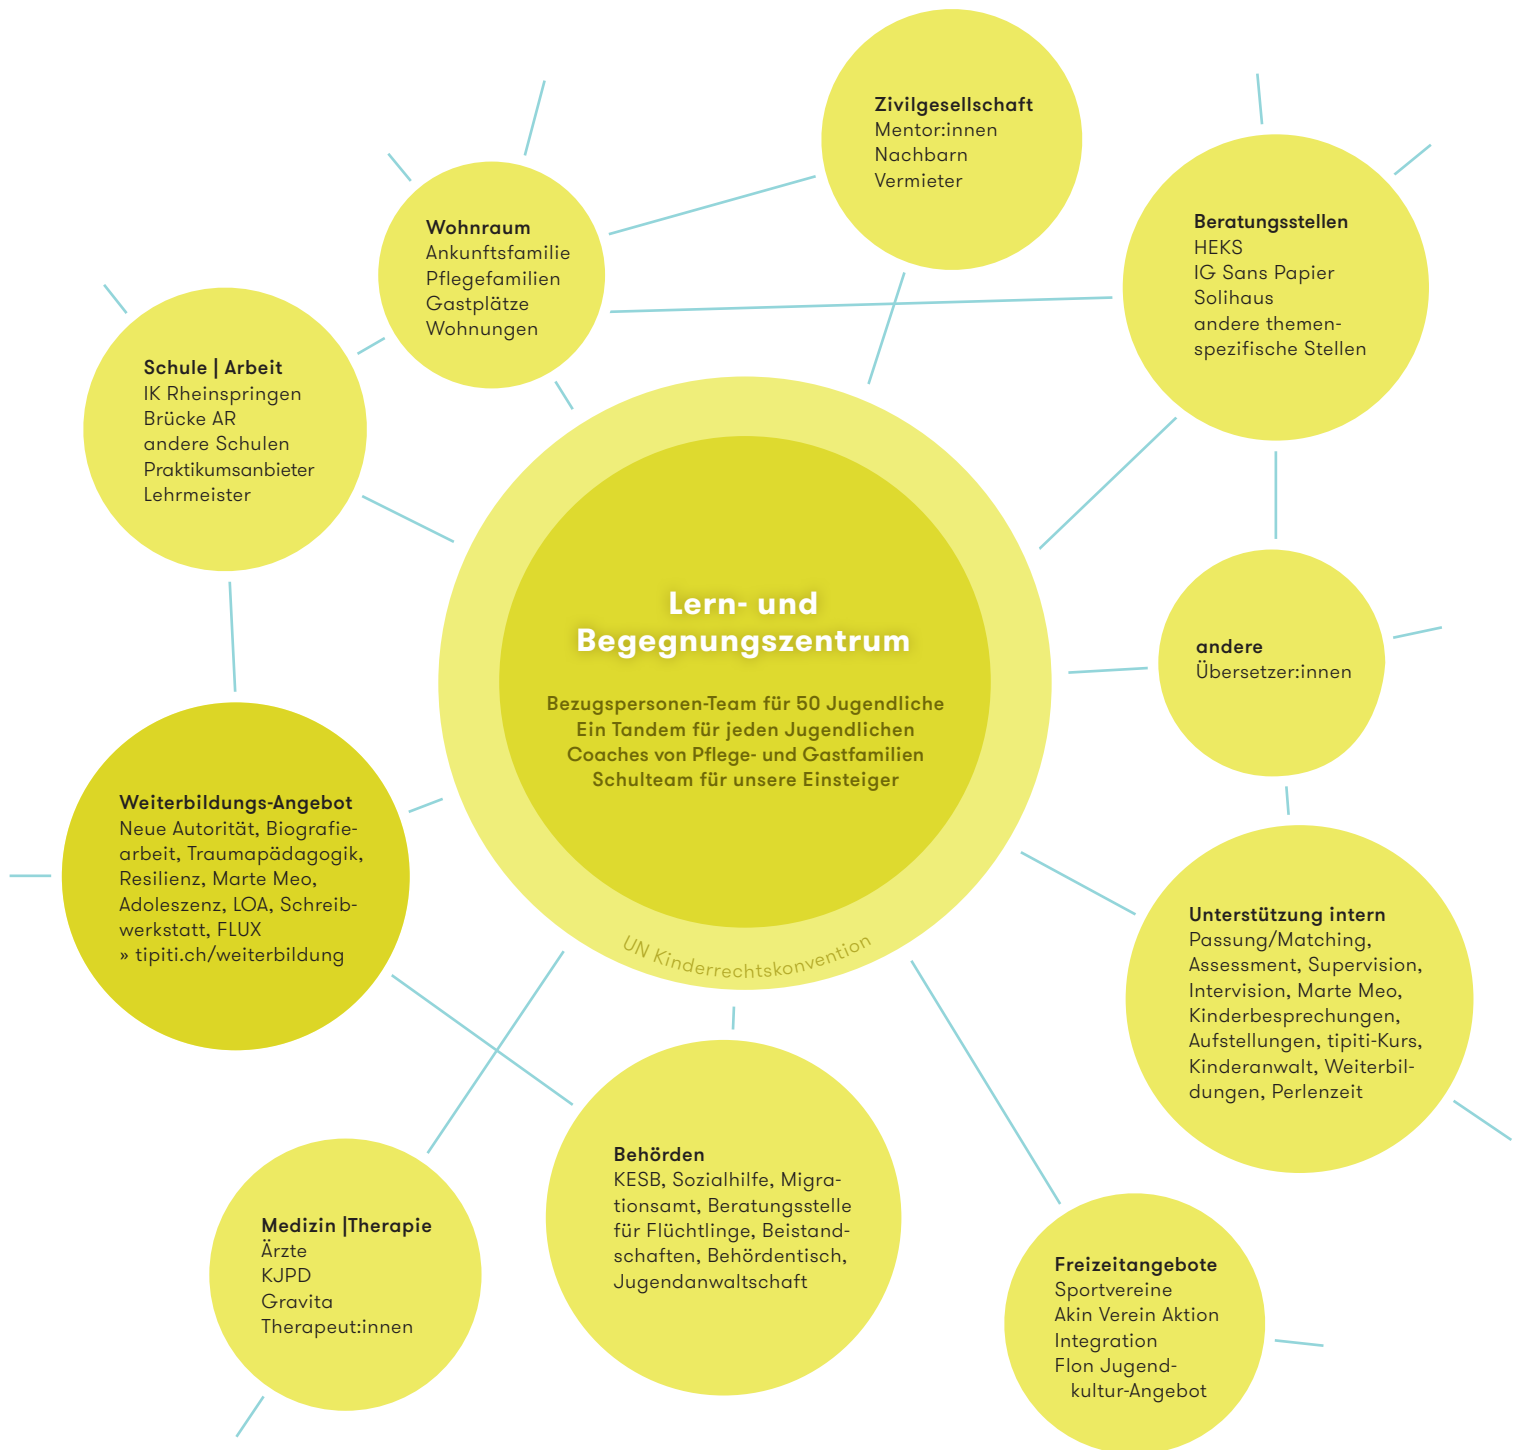 Zivilgesellschaft
Mentor:innen
Nachbarn
Vermieter
Wohnraum
Ankunftsfamilie
Pflegefamilien
Gastplätze
Wohnungen
Beratungsstellen
HEKS
IG Sans Papier
Solihaus
andere themen-
spezifische Stellen
Schule | Arbeit
IK Rheinspringen
Brücke AR
andere Schulen
Praktikumsanbieter
Lehrmeister
Lern- und
Begegnungszentrum
Bezugspersonen-Team für 50 Jugendliche
Ein Tandem für jeden Jugendlichen
Coaches von Pflege- und Gastfamilien
Schulteam für unsere Einsteiger
UN Kinderrechtskonvention
andere
Übersetzer:innen
Weiterbildungs-Angebot
Neue Autorität, Biografie-
arbeit, Traumapädagogik,
Resilienz, Marte Meo,
Adoleszenz, LOA, Schreib-
werkstatt, FLUX
» tipiti.ch/weiterbildung
Unterstützung intern
Passung/Matching,
Assessment, Supervision,
Intervision, Marte Meo,
Kinderbesprechungen,
Aufstellungen, tipiti-Kurs,
Kinderanwalt, Weiterbil-
dungen, Perlenzeit
Behörden
KESB, Sozialhilfe, Migra-
tionsamt, Beratungsstelle
für Flüchtlinge, Beistand-
schaften, Behördentisch,
Jugendanwaltschaft
Medizin |Therapie
Ärzte
KJPD
Gravita
Therapeut:innen
Freizeitangebote
Sportvereine
Akin Verein Aktion
Integration
Flon Jugend-
kultur-Angebot